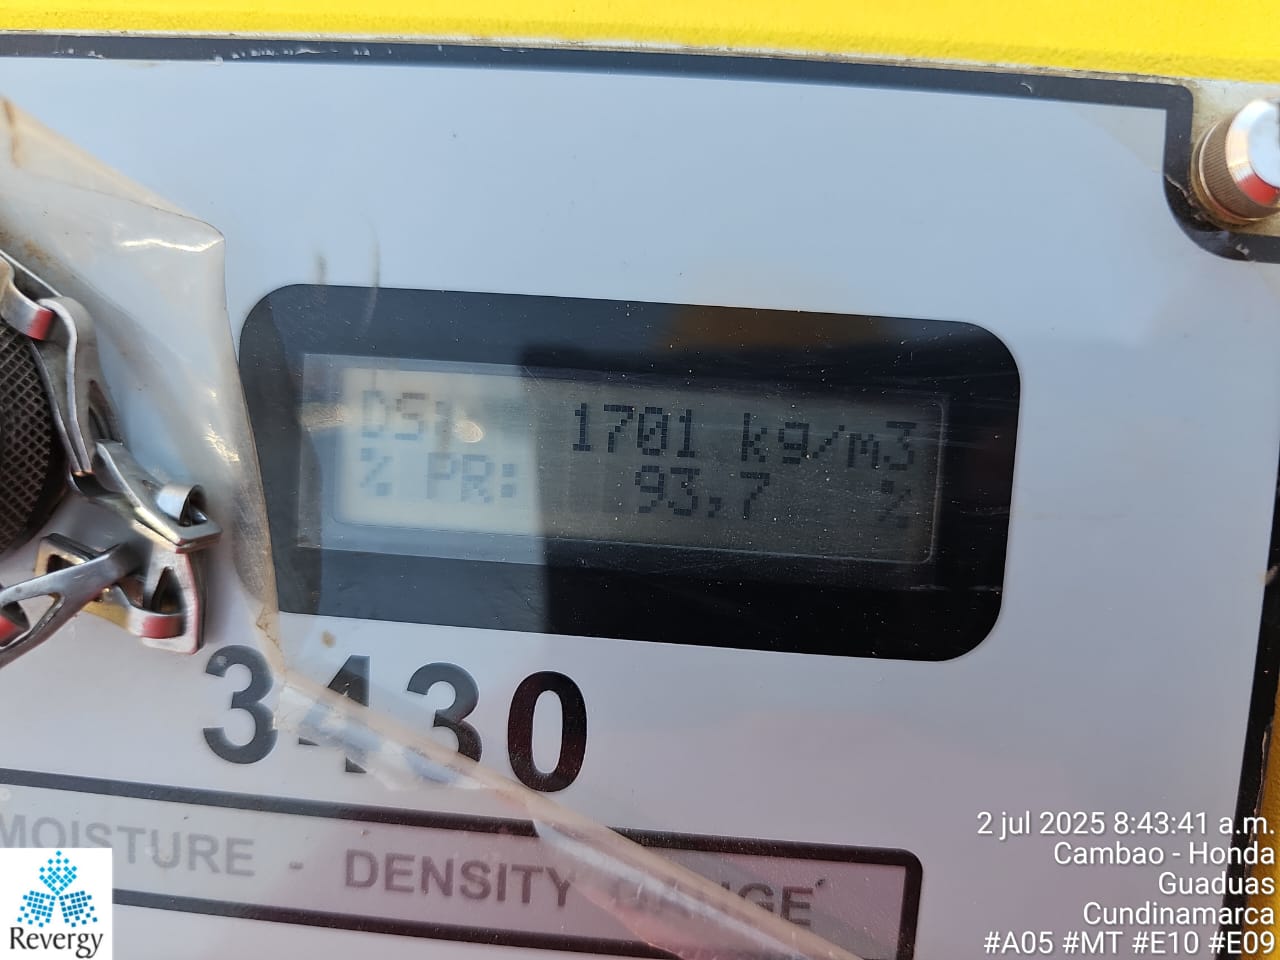 DS: 1701 kg/m3
% PR: 93,7 %
3430
MOISTURE - DENSITY GAUGE
2 jul 2025 8:43:41 a.m.
Cambao - Honda
Guaduas
Cundinamarca
#A05 #MT #E10 #E09
Revergy